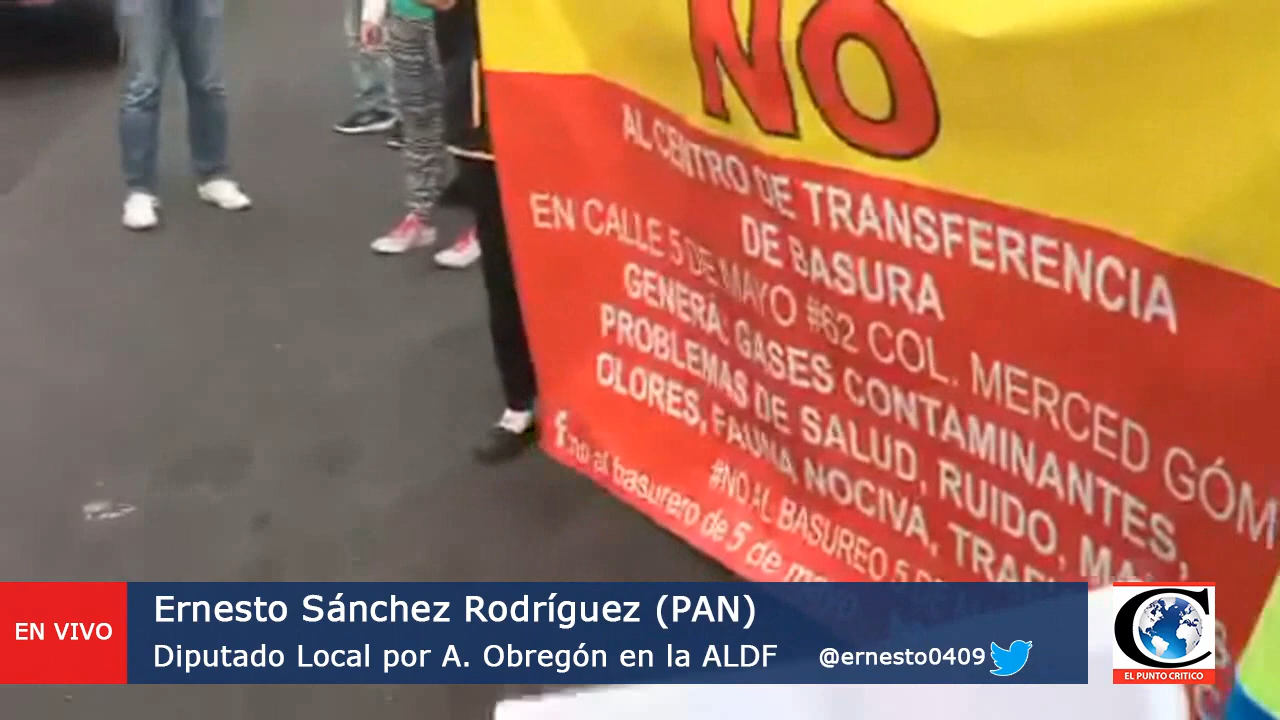 NO
AL CENTRO DE TRANSFERENCIA
DE BASURA
EN CALLE 5 DE MAYO #62 COL. MERCED GÓM
GENERA: GASES CONTAMINANTES,
PROBLEMAS DE SALUD, RUIDO,
OLORES, FAUNA NOCIVA,
#NO AL BASUREO 5
f: no al basurero de 5 de mayo
EN VIVO
Ernesto Sánchez Rodríguez (PAN)
Diputado Local por A. Obregón en la ALDF
@ernesto0409
C
EL PUNTO CRITICO